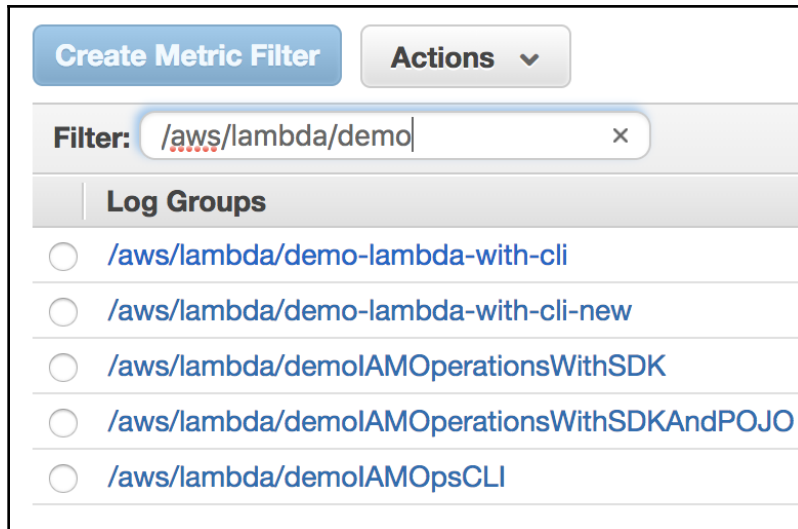 Create Metric Filter Actions
Filter: /aws/lambda/demo ×
Log Groups
/aws/lambda/demo-lambda-with-cli
/aws/lambda/demo-lambda-with-cli-new
/aws/lambda/demoIAMOperationsWithSDK
/aws/lambda/demoIAMOperationsWithSDKAndPOJO
/aws/lambda/demoIAMOpsCLI